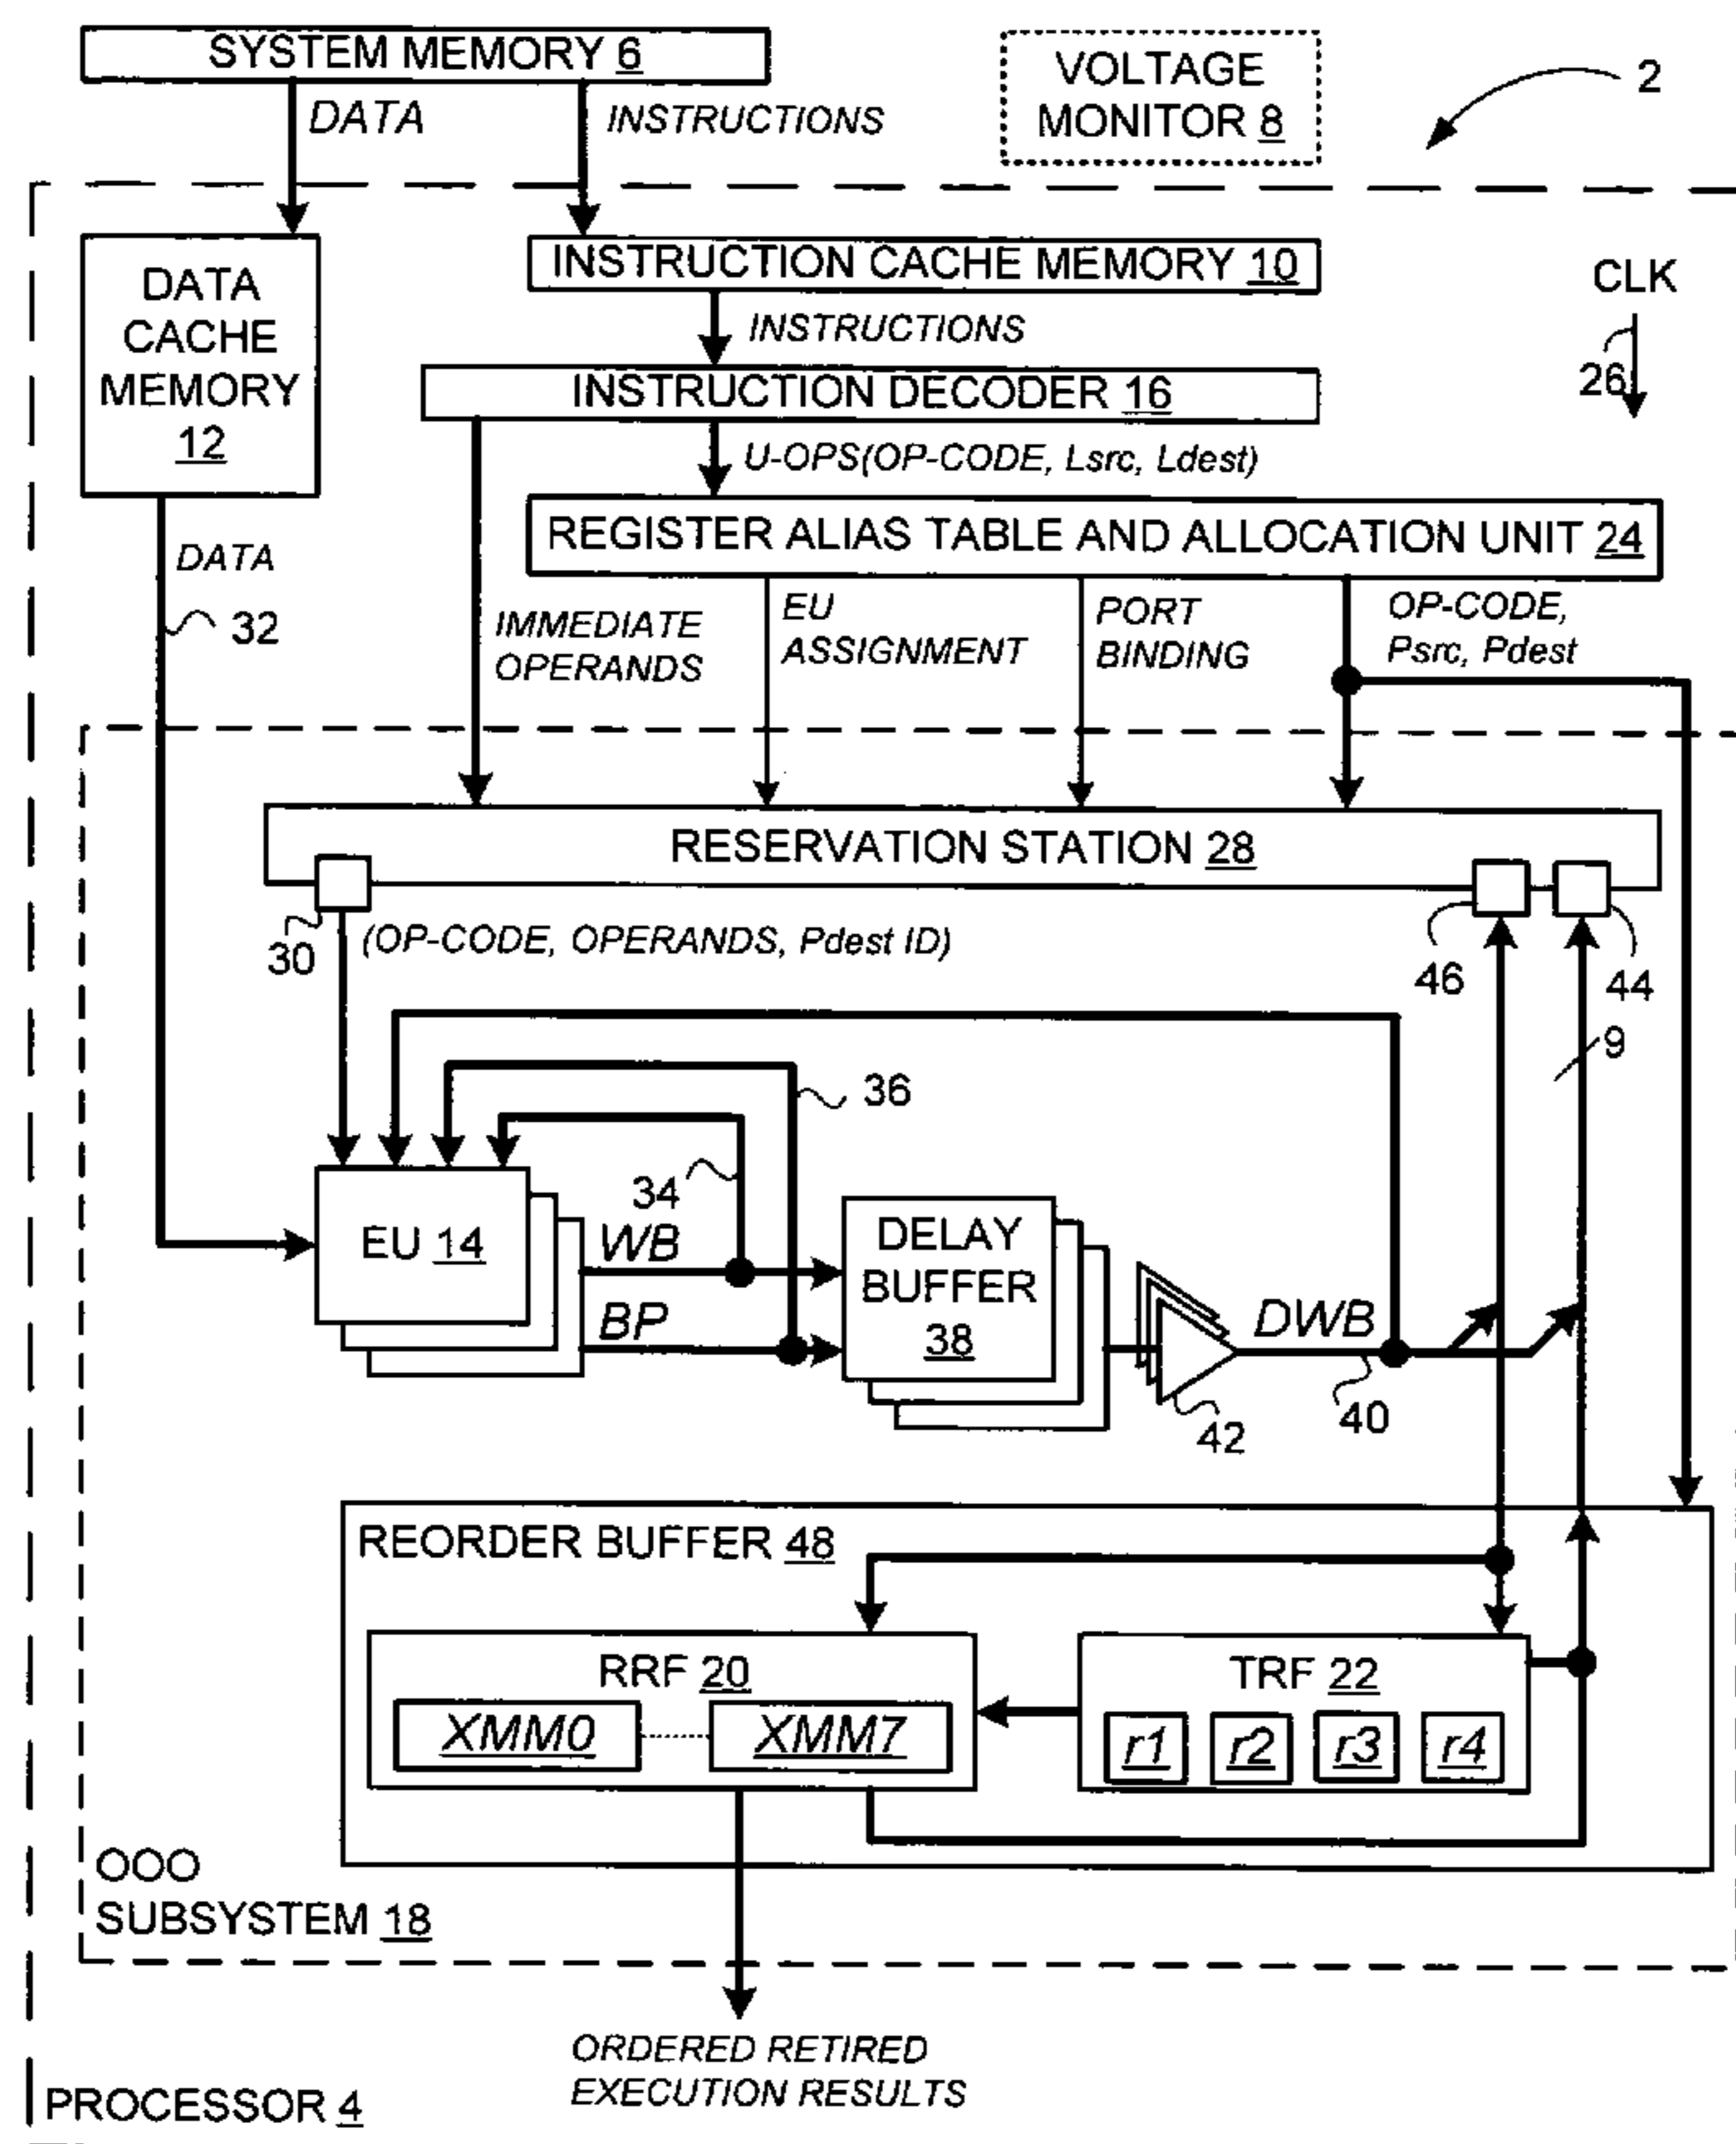 SYSTEM MEMORY 6
VOLTAGE
MONITOR 8
2
DATA
INSTRUCTIONS
DATA
CACHE
MEMORY
12
INSTRUCTION CACHE MEMORY 10
CLK
26
INSTRUCTIONS
INSTRUCTION DECODER 16
U-OPS(OP-CODE, Lsrc, Ldest)
REGISTER ALIAS TABLE AND ALLOCATION UNIT 24
DATA
32
IMMEDIATE
OPERANDS
EU
ASSIGNMENT
PORT
BINDING
OP-CODE,
Psrc, Pdest
RESERVATION STATION 28
30
(OP-CODE, OPERANDS, Pdest ID)
46
44
9
36
34
EU 14
WB
BP
DELAY
BUFFER
38
42
DWB
40
REORDER BUFFER 48
RRF 20
XMM0
XMM7
TRF 22
r1
r2
r3
r4
OOO
SUBSYSTEM 18
ORDERED RETIRED
EXECUTION RESULTS
PROCESSOR 4